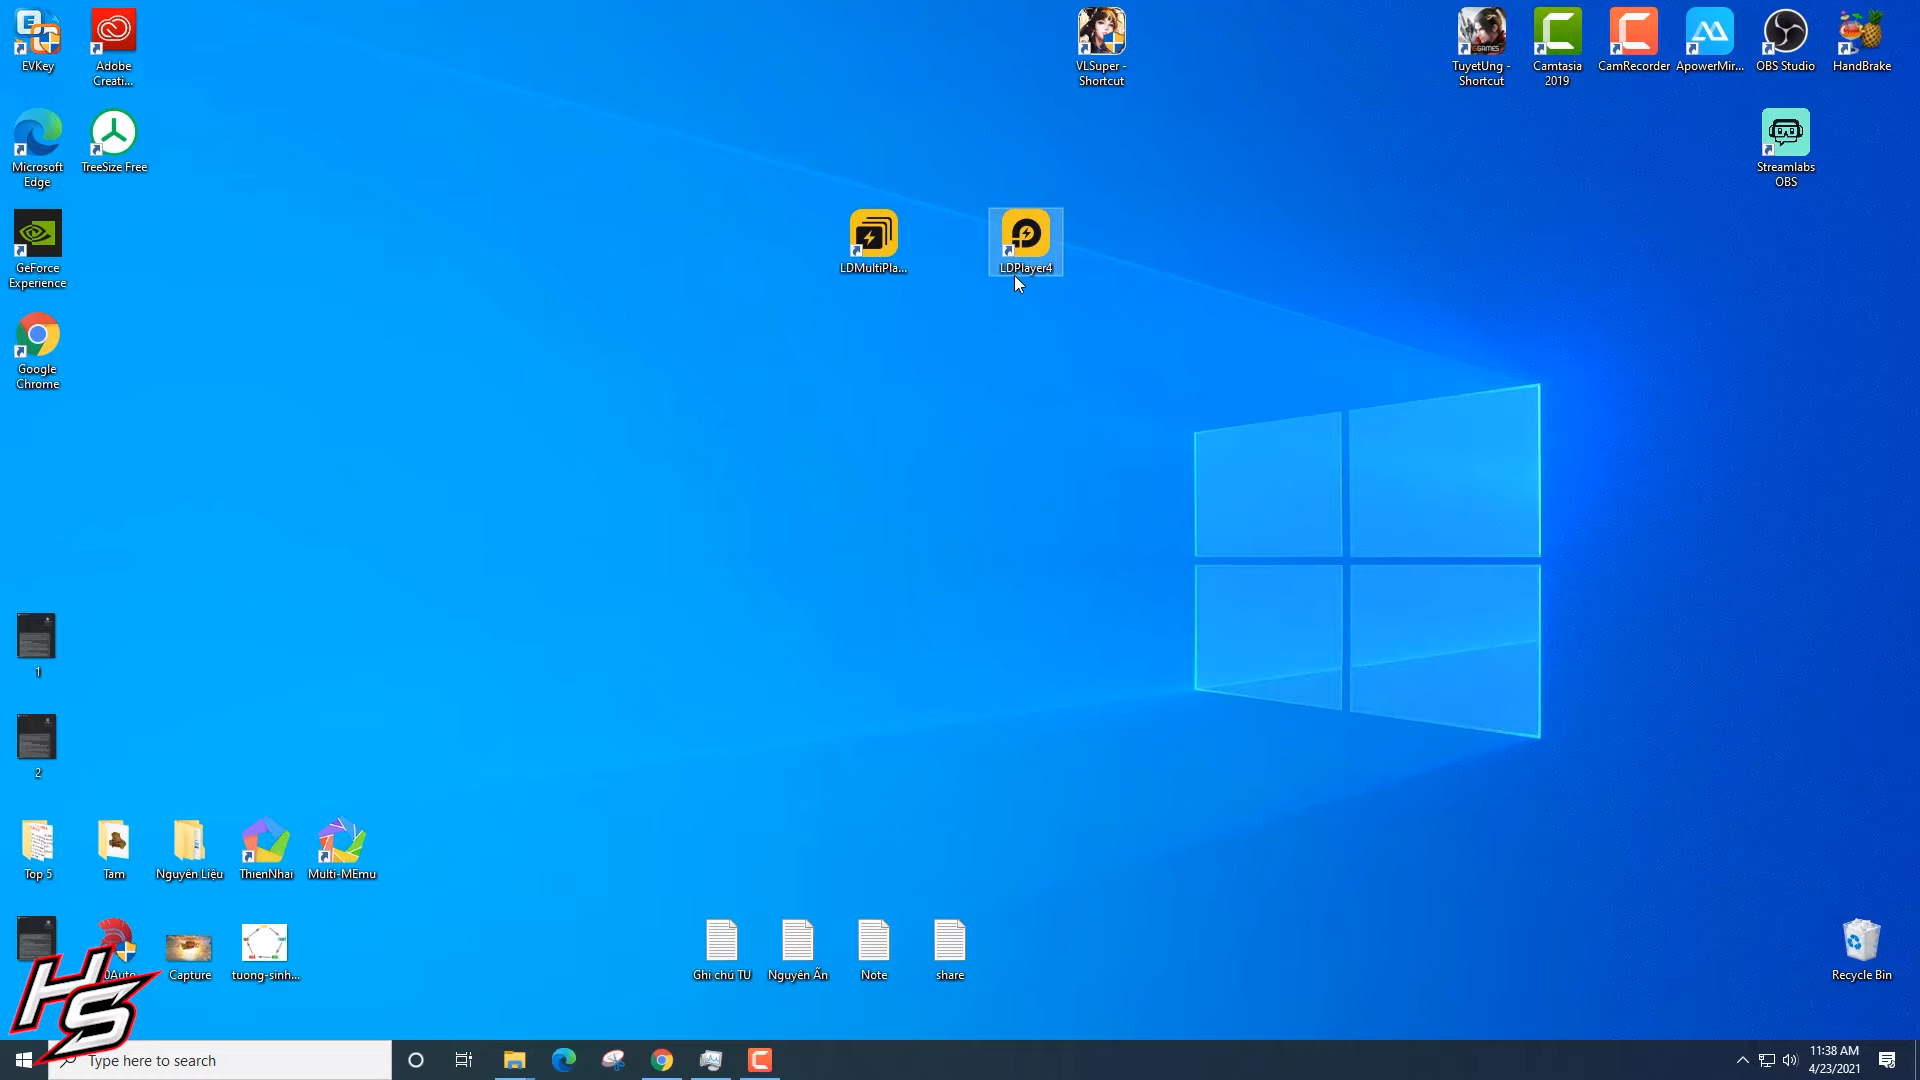 EVKey
Adobe
Creati...
VLSuper -
Shortcut
TuyetUng -
Shortcut
Camtasia
2019
CamRecorder
ApowerMir...
OBS Studio
HandBrake
Microsoft
Edge
TreeSize Free
Streamlabs
OBS
GeForce
Experience
LDMultiPla...
LDPlayer4
Google
Chrome
1
2
Top 5
Tam
Nguyên Liệu
ThienNhai
Multi-MEmu
Capture
tuong-sinh...
Ghi chú TU
Nguyên Ấn
Note
share
Recycle Bin
HS
Type here to search
11:38 AM
4/23/2021